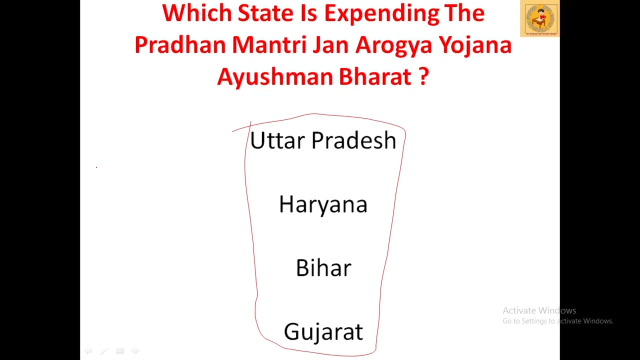 Which State Is Expending The
Pradhan Mantri Jan Arogya Yojana
Ayushman Bharat ?
Uttar Pradesh
Haryana
Bihar
Gujarat
Activate Windows
Go to Settings to activate Windows.